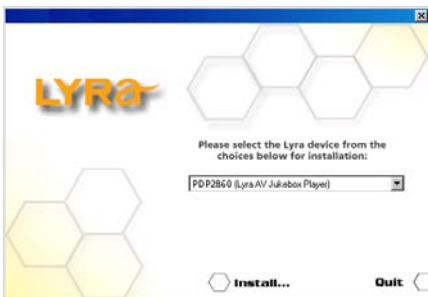 LYRa
Please select the Lyra device from the
choices below for installation:
PDP2860 (Lyra AV Jukebox Player)
Install...
Quit